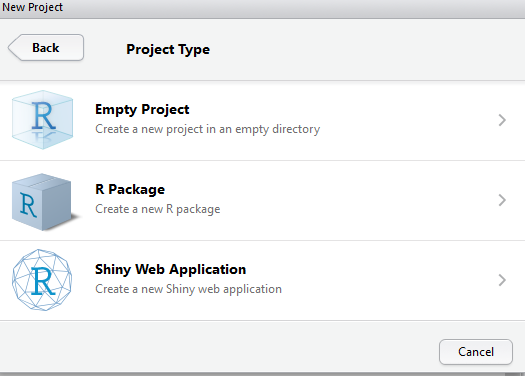 New Project
Back
Project Type
R
Empty Project
Create a new project in an empty directory
R
R Package
Create a new R package
R
Shiny Web Application
Create a new Shiny web application
Cancel